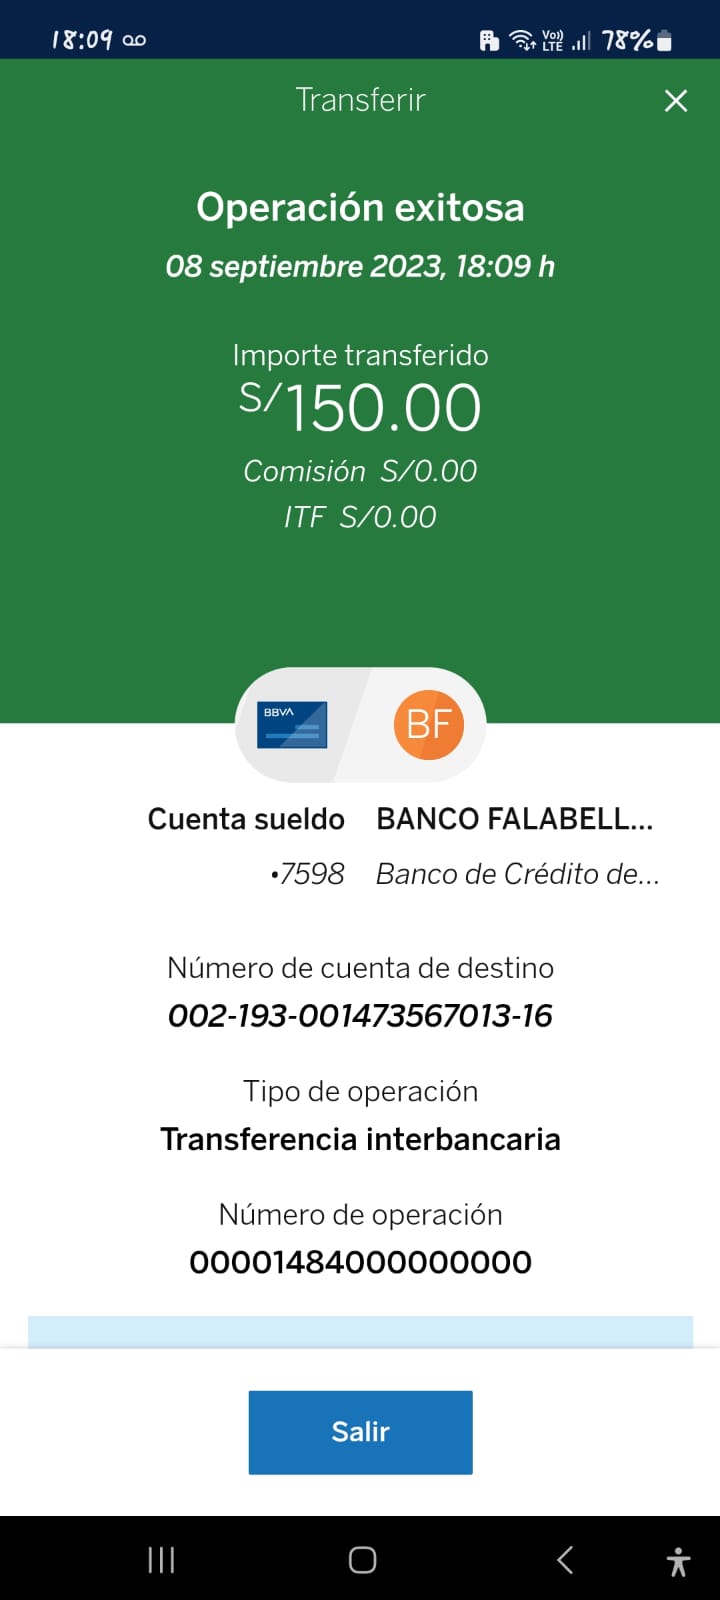 18:09
Vo)) LTE 78%
Transferir
Operación exitosa
08 septiembre 2023, 18:09 h
Importe transferido
S/150.00
Comisión S/0.00
ITF S/0.00
BBVA BF
Cuenta sueldo BANCO FALABELL...
•7598 Banco de Crédito de...
Número de cuenta de destino
002-193-001473567013-16
Tipo de operación
Transferencia interbancaria
Número de operación
00001484000000000
Salir